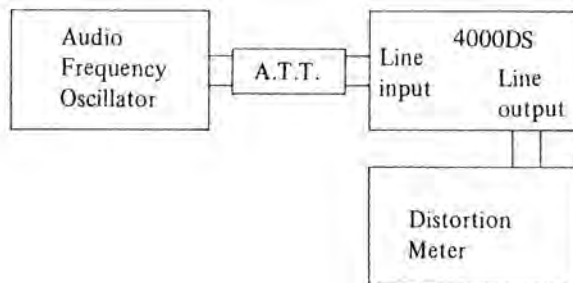 Audio
Frequency
Oscillator
A.T.T.
Line
input
4000DS
Line
output
Distortion
Meter